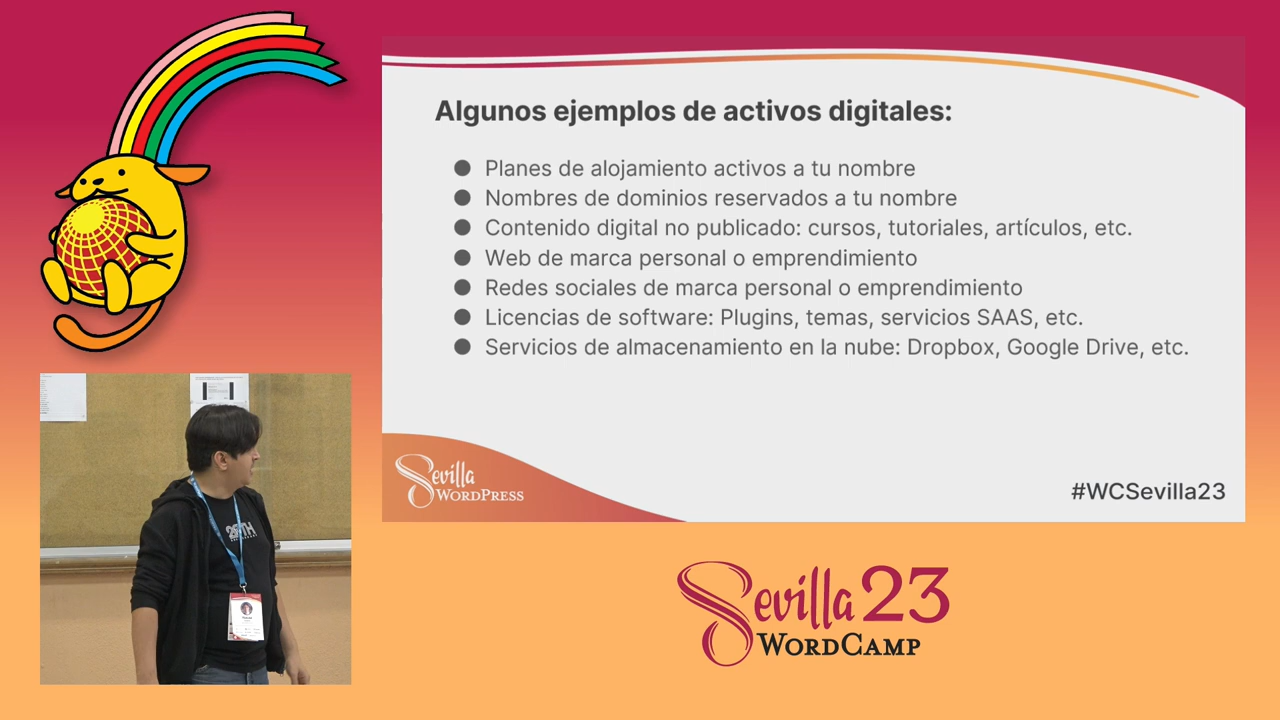 Algunos ejemplos de activos digitales:
● Planes de alojamiento activos a tu nombre
● Nombres de dominios reservados a tu nombre
● Contenido digital no publicado: cursos, tutoriales, artículos, etc.
● Web de marca personal o emprendimiento
● Redes sociales de marca personal o emprendimiento
● Licencias de software: Plugins, temas, servicios SAAS, etc.
● Servicios de almacenamiento en la nube: Dropbox, Google Drive, etc.
Sevilla
WORDPRESS
#WCSevilla23
Sevilla 23
WORDCAMP